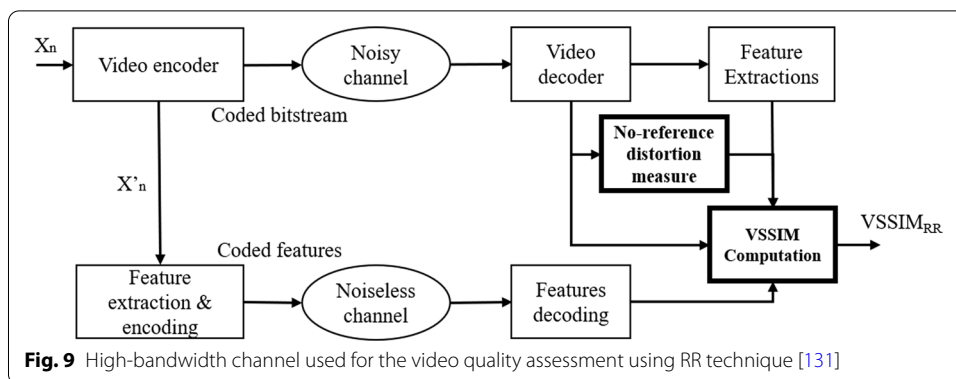 Xn
Video encoder
Noisy
channel
Video
decoder
Feature
Extractions
Coded bitstream
No-reference
distortion
measure
X'n
VSSIM
Computation
VSSIMRR
Coded features
Feature
extraction &
encoding
Noiseless
channel
Features
decoding
Fig. 9 High-bandwidth channel used for the video quality assessment using RR technique [131]